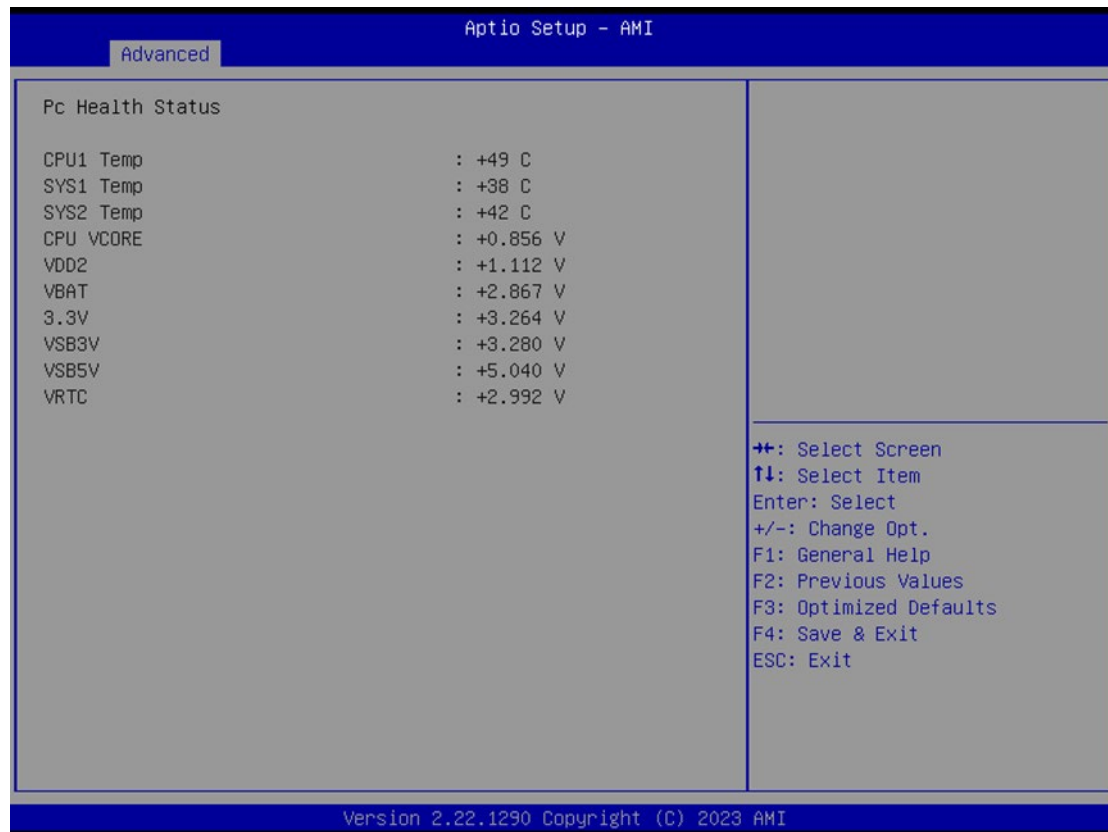 Aptio Setup – AMI
Advanced
Pc Health Status
CPU1 Temp : +49 C
SYS1 Temp : +38 C
SYS2 Temp : +42 C
CPU VCORE : +0.856 V
VDD2 : +1.112 V
VBAT : +2.867 V
3.3V : +3.264 V
VSB3V : +3.280 V
VSB5V : +5.040 V
VRTC : +2.992 V
→←: Select Screen
↑↓: Select Item
Enter: Select
+/-: Change Opt.
F1: General Help
F2: Previous Values
F3: Optimized Defaults
F4: Save & Exit
ESC: Exit
Version 2.22.1290 Copyright (C) 2023 AMI